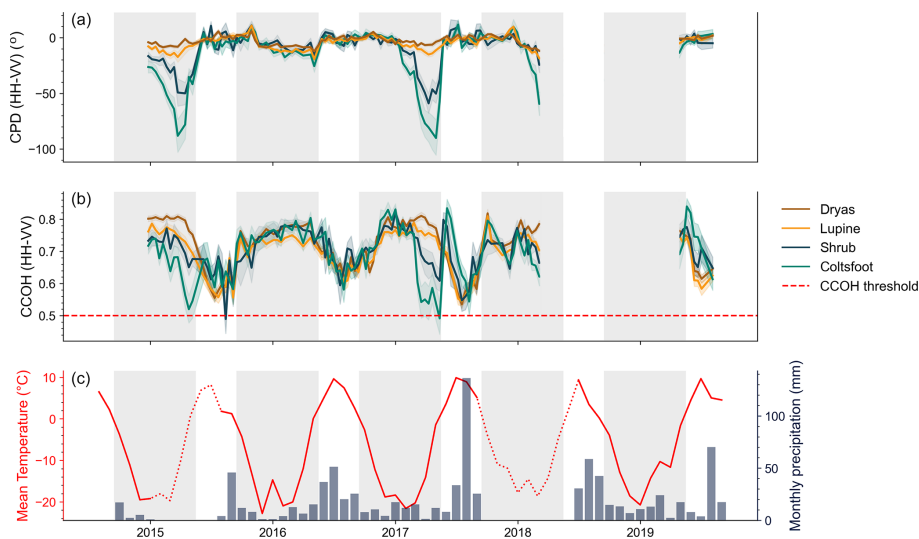 (a)
CPD (HH-VV) (°)
0
−50
−100
(b)
CCOH (HH-VV)
0.8
0.7
0.6
0.5
Dryas
Lupine
Shrub
Coltsfoot
CCOH threshold
(c)
Mean Temperature (°C)
10
0
−10
−20
Monthly precipitation (mm)
100
50
0
2015
2016
2017
2018
2019